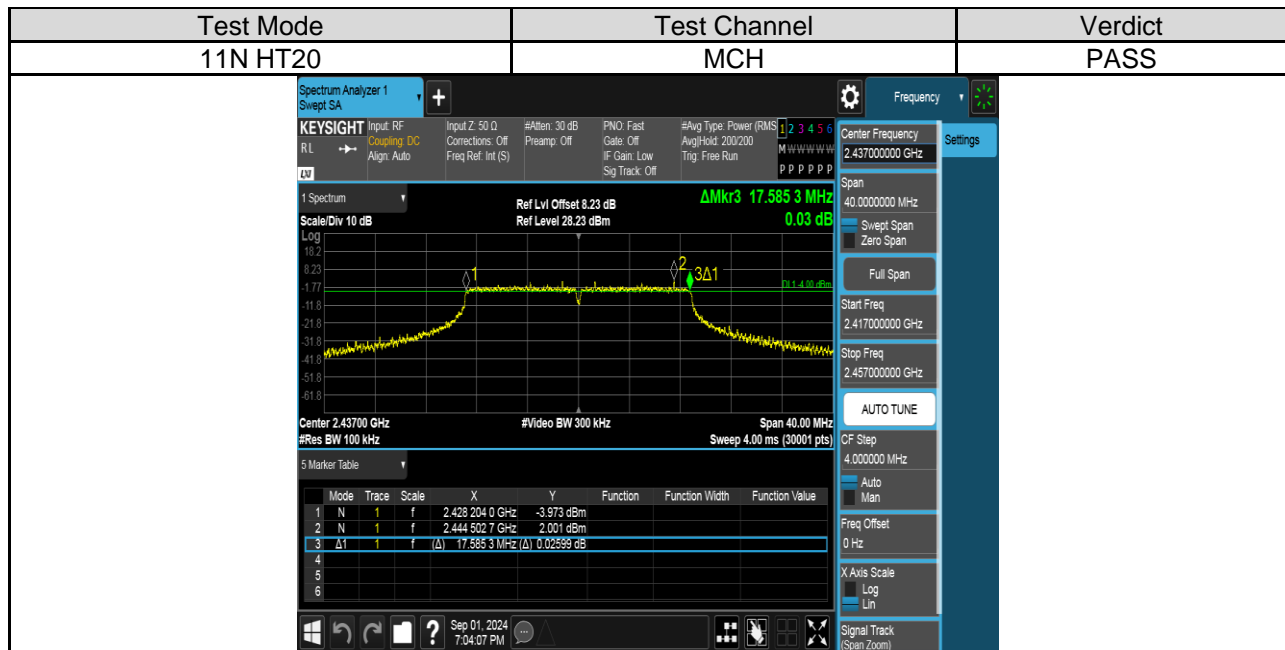 Test Mode Test Channel Verdict
11N HT20 MCH PASS
Spectrum Analyzer 1
Swept SA
Frequency
KEYSIGHT Input: RF Input Z: 50 Ω #Atten: 30 dB PNO: Fast #Avg Type: Power (RMS 1 2 3 4 5 6
RL Coupling: DC Corrections: Off Preamp: Off Gate: Off Avg|Hold: 200/200 M W W W W W
Align: Auto Freq Ref: Int (S) IF Gain: Low Trig: Free Run
LXI Sig Track: Off P P P P P P
Center Frequency
2.437000000 GHz
Settings
1 Spectrum
Ref Lvl Offset 8.23 dB
ΔMkr3 17.585 3 MHz
Scale/Div 10 dB Ref Level 28.23 dBm 0.03 dB
Log
18.2
8.23
-1.77
-11.8
-21.8
-31.8
-41.8
-51.8
-61.8
1
2
3Δ1
DL1 -4.00 dBm
Center 2.43700 GHz #Video BW 300 kHz Span 40.00 MHz
#Res BW 100 kHz Sweep 4.00 ms (30001 pts)
Span
40.0000000 MHz
Swept Span
Zero Span
Full Span
Start Freq
2.417000000 GHz
Stop Freq
2.457000000 GHz
AUTO TUNE
CF Step
4.000000 MHz
Auto
Man
Freq Offset
0 Hz
X Axis Scale
Log
Lin
Signal Track
(Span Zoom)
5 Marker Table
Mode Trace Scale X Y Function Function Width Function Value
1 N 1 f 2.428 204 0 GHz -3.973 dBm
2 N 1 f 2.444 502 7 GHz 2.001 dBm
3 Δ1 1 f (Δ) 17.585 3 MHz (Δ) 0.02599 dB
4
5
6
? Sep 01, 2024
7:04:07 PM